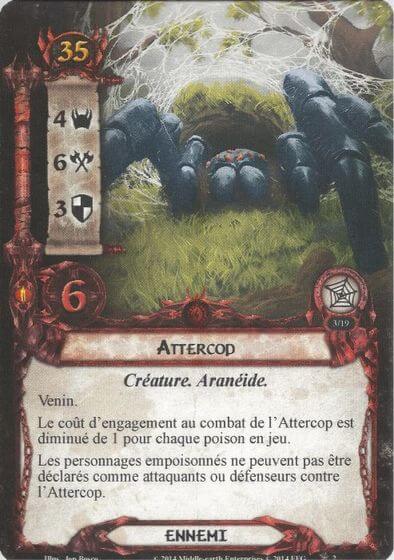 35
4
6
3
6
3/19
ATTERCOP
Créature. Aranéide.
Venin.
Le coût d'engagement au combat de l'Attercop est
diminué de 1 pour chaque poison en jeu.
Les personnages empoisonnés ne peuvent pas être
déclarés comme attaquants ou défenseurs contre
l'Attercop.
ENNEMI
© 2014 Middle-earth Enterprises © 2014 FFG